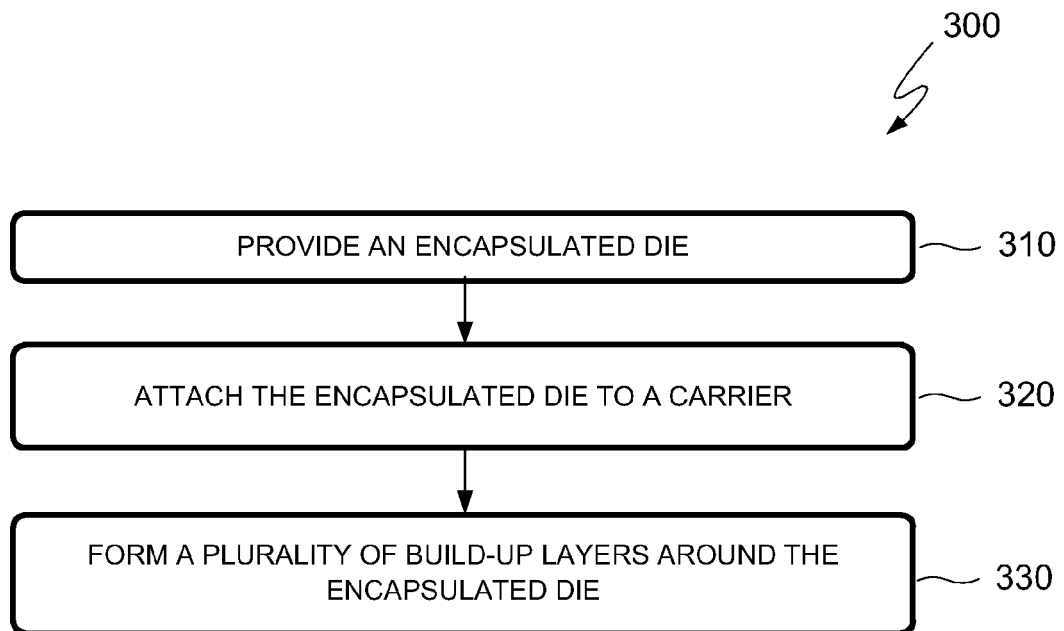 300
PROVIDE AN ENCAPSULATED DIE
310
ATTACH THE ENCAPSULATED DIE TO A CARRIER
320
FORM A PLURALITY OF BUILD-UP LAYERS AROUND THE
ENCAPSULATED DIE
330